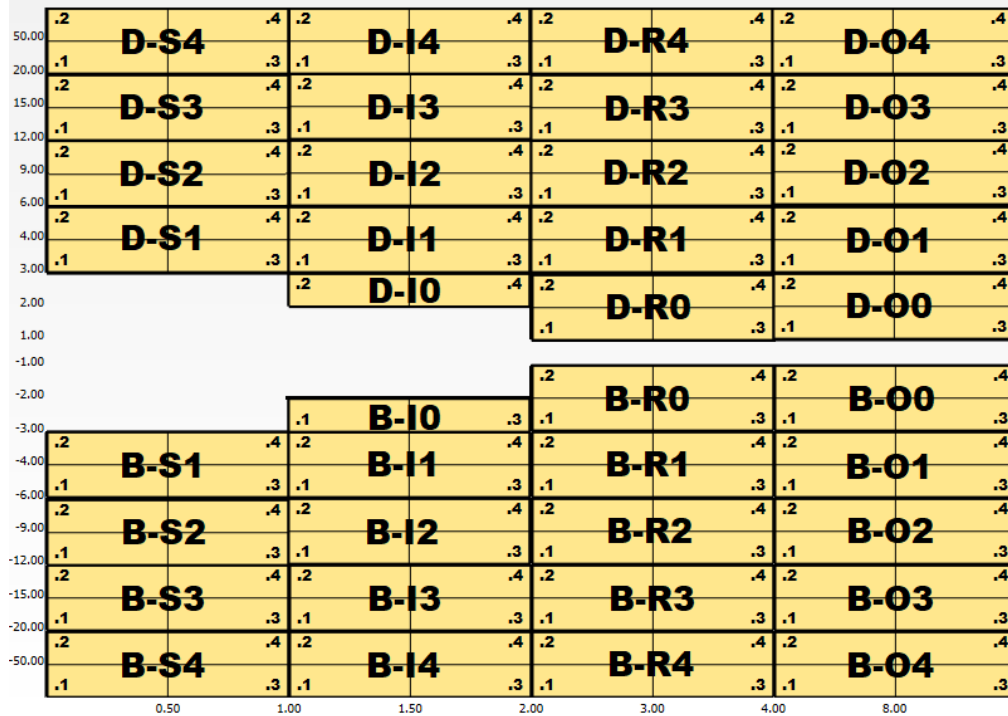 .2 .4 .2 .4 .2 .4 .2 .4
50.00 D-S4 D-I4 D-R4 D-O4
.1 .3 .1 .3 .1 .3 .1 .3
20.00
.2 .4 .2 .4 .2 .4 .2 .4
15.00 D-S3 D-I3 D-R3 D-O3
.1 .3 .1 .3 .1 .3 .1 .3
12.00
.2 .4 .2 .4 .2 .4 .2 .4
9.00 D-S2 D-I2 D-R2 D-O2
.1 .3 .1 .3 .1 .3 .1 .3
6.00
.2 .4 .2 .4 .2 .4 .2 .4
4.00 D-S1 D-I1 D-R1 D-O1
.1 .3 .1 .3 .1 .3 .1 .3
3.00
.2 .4 .2 .4 .2 .4
2.00 D-I0 D-R0 D-O0
.1 .3 .1 .3
1.00
-1.00
.2 .4 .2 .4
-2.00 B-R0 B-O0
.1 B-I0 .3 .1 .3 .1 .3
-3.00
.2 .4 .2 .4 .2 .4 .2 .4
-4.00 B-S1 B-I1 B-R1 B-O1
.1 .3 .1 .3 .1 .3 .1 .3
-6.00
.2 .4 .2 .4 .2 .4 .2 .4
-9.00 B-S2 B-I2 B-R2 B-O2
.1 .3 .1 .3 .1 .3 .1 .3
-12.00
.2 .4 .2 .4 .2 .4 .2 .4
-15.00 B-S3 B-I3 B-R3 B-O3
.1 .3 .1 .3 .1 .3 .1 .3
-20.00
.2 .4 .2 .4 .2 .4 .2 .4
-50.00 B-S4 B-I4 B-R4 B-O4
.1 .3 .1 .3 .1 .3 .1 .3
0.50 1.00 1.50 2.00 3.00 4.00 8.00